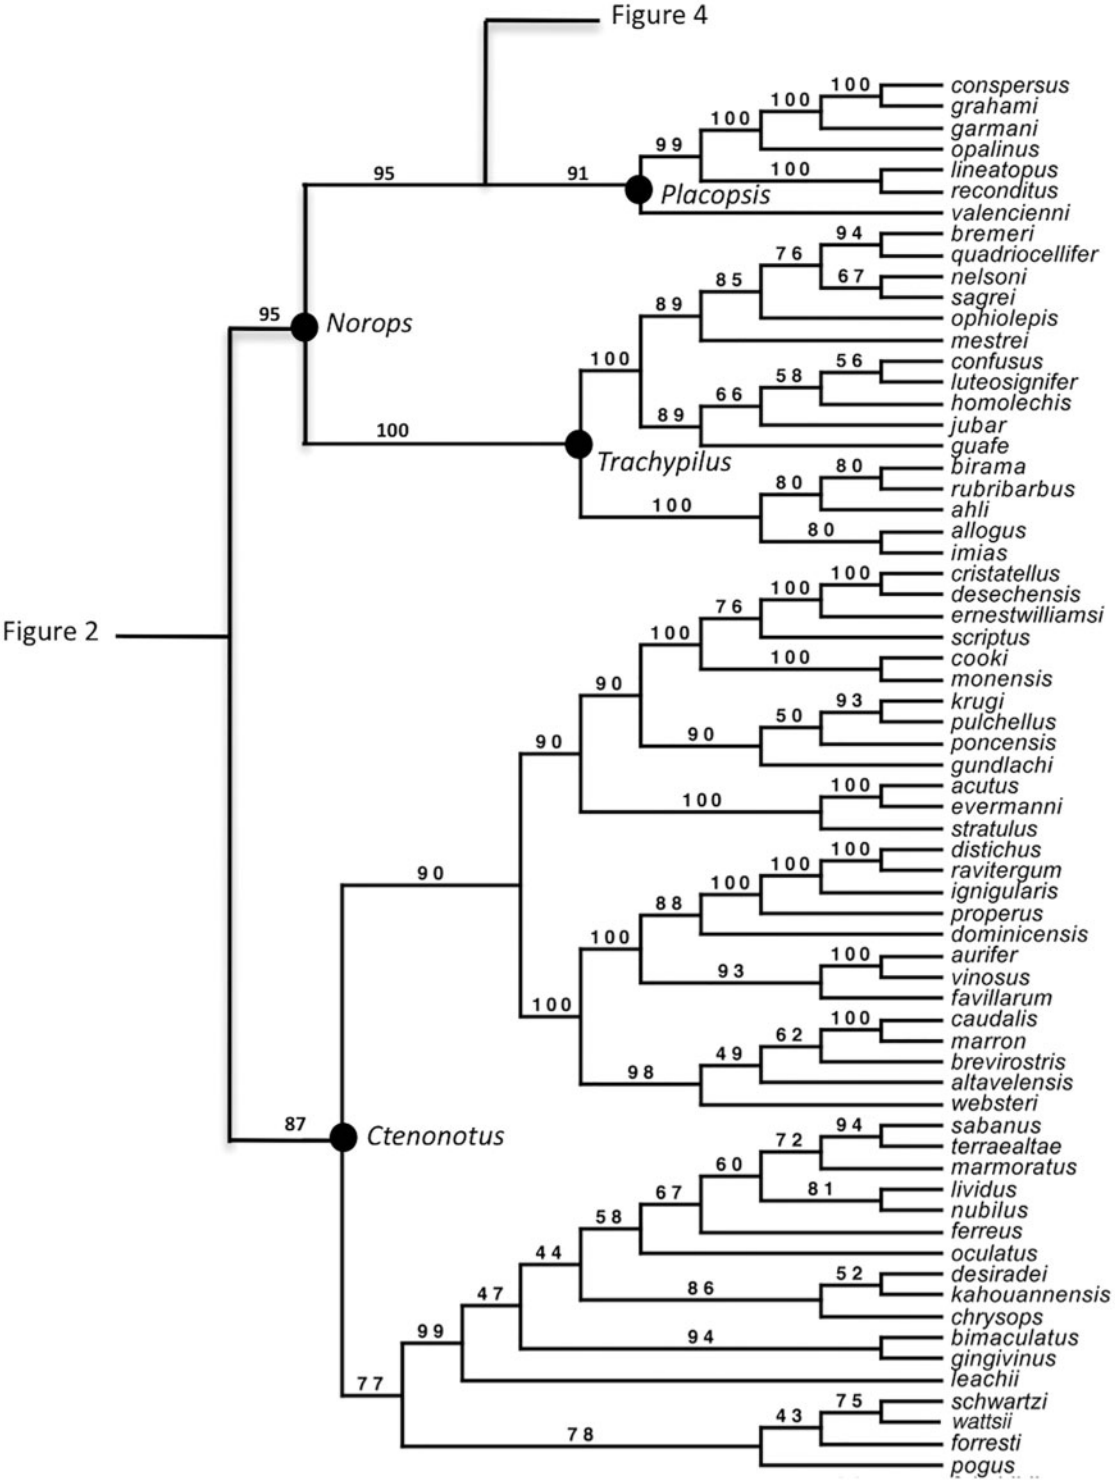 Figure 4
100 conspersus
100 grahami
100 garmani
99 opalinus
100 lineatopus
95 91 reconditus
Placopsis
valencienni
94 bremeri
76 quadriocellifer
85 67 nelsoni
89 sagrei
95 Norops ophiolepis
mestrei
100 56 confusus
58 luteosignifer
66 homolechis
89 jubar
100 guafe
Trachypilus
80 birama
80 rubribarbus
100 ahli
80 allogus
imias
100 cristatellus
100 desechensis
76 ernestwilliamsi
100 scriptus
Figure 2
100 cooki
90 monensis
93 krugi
50 pulchellus
90 90 poncensis
gundlachi
100 acutus
100 evermanni
stratulus
100 distichus
100 ravitergum
90 100 ignigularis
88 properus
100 dominicensis
100 aurifer
93 vinosus
100 favillarum
100 caudalis
62 marron
49 brevirostris
98 altavelensis
websteri
87 94 sabanus
Ctenonotus
72 terraealtae
60 marmoratus
67 81 lividus
58 nubilus
ferreus
44 oculatus
52 desiradei
47 86 kahouannensis
chrysops
99 94 bimaculatus
gingivinus
77 leachii
75 schwartzi
43 wattsii
78 forresti
pogus